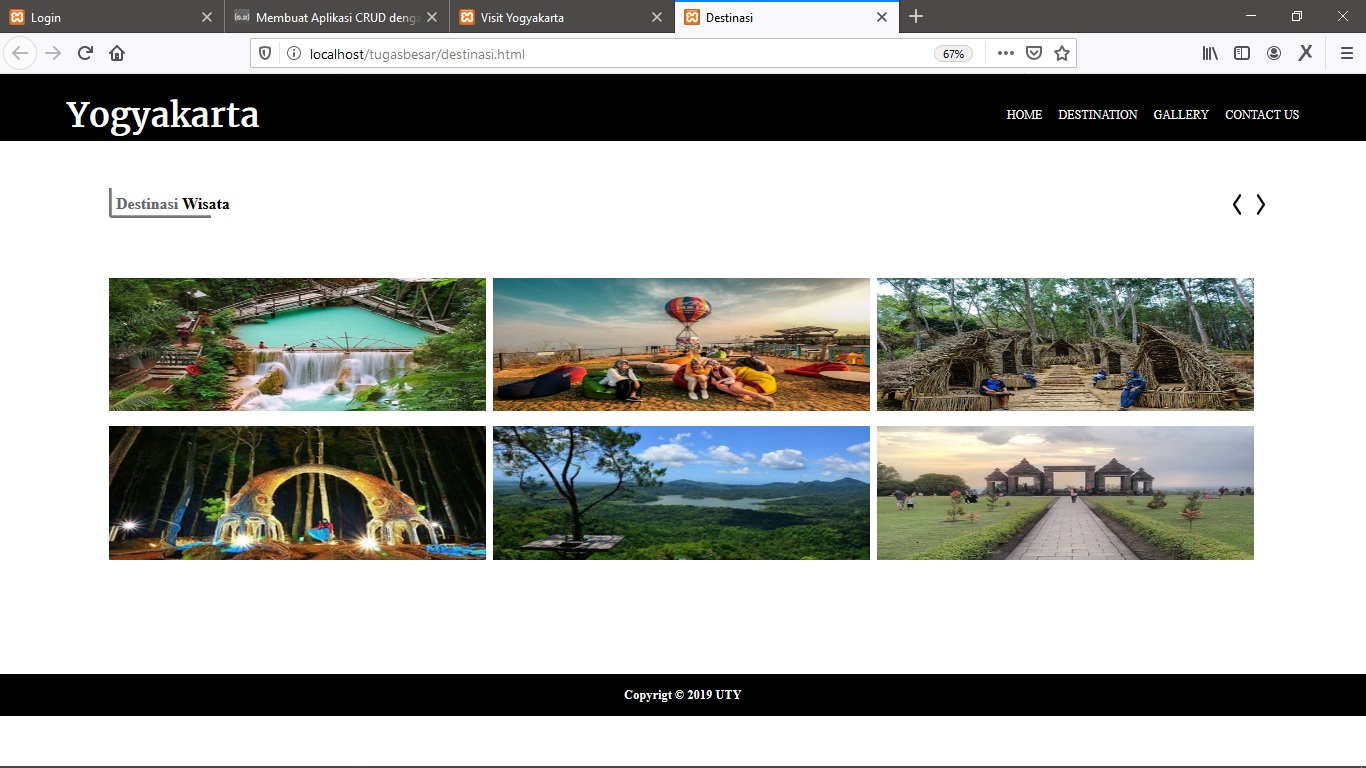 Login
Membuat Aplikasi CRUD deng
Visit Yogyakarta
Destinasi
localhost/tugasbesar/destinasi.html
67%
Yogyakarta
HOME DESTINATION GALLERY CONTACT US
Destinasi Wisata
Copyrigt © 2019 UTY